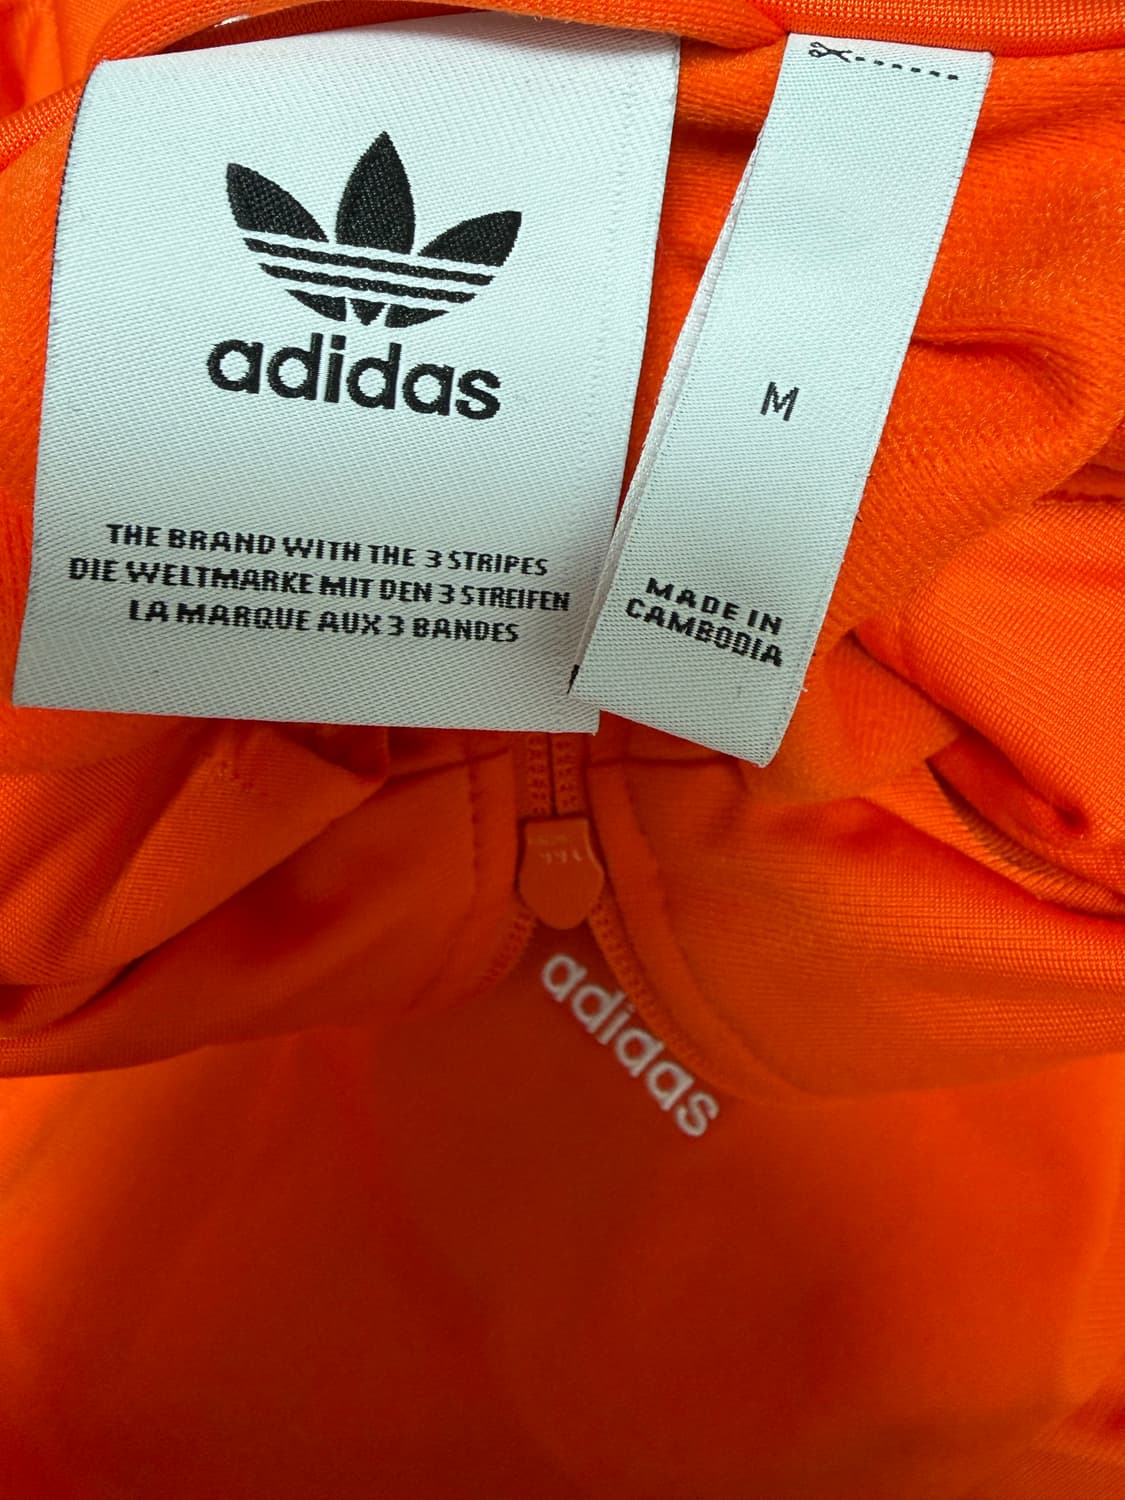 adidas
THE BRAND WITH THE 3 STRIPES
DIE WELTMARKE MIT DEN 3 STREIFEN
LA MARQUE AUX 3 BANDES
M
MADE IN
CAMBODIA
adidas